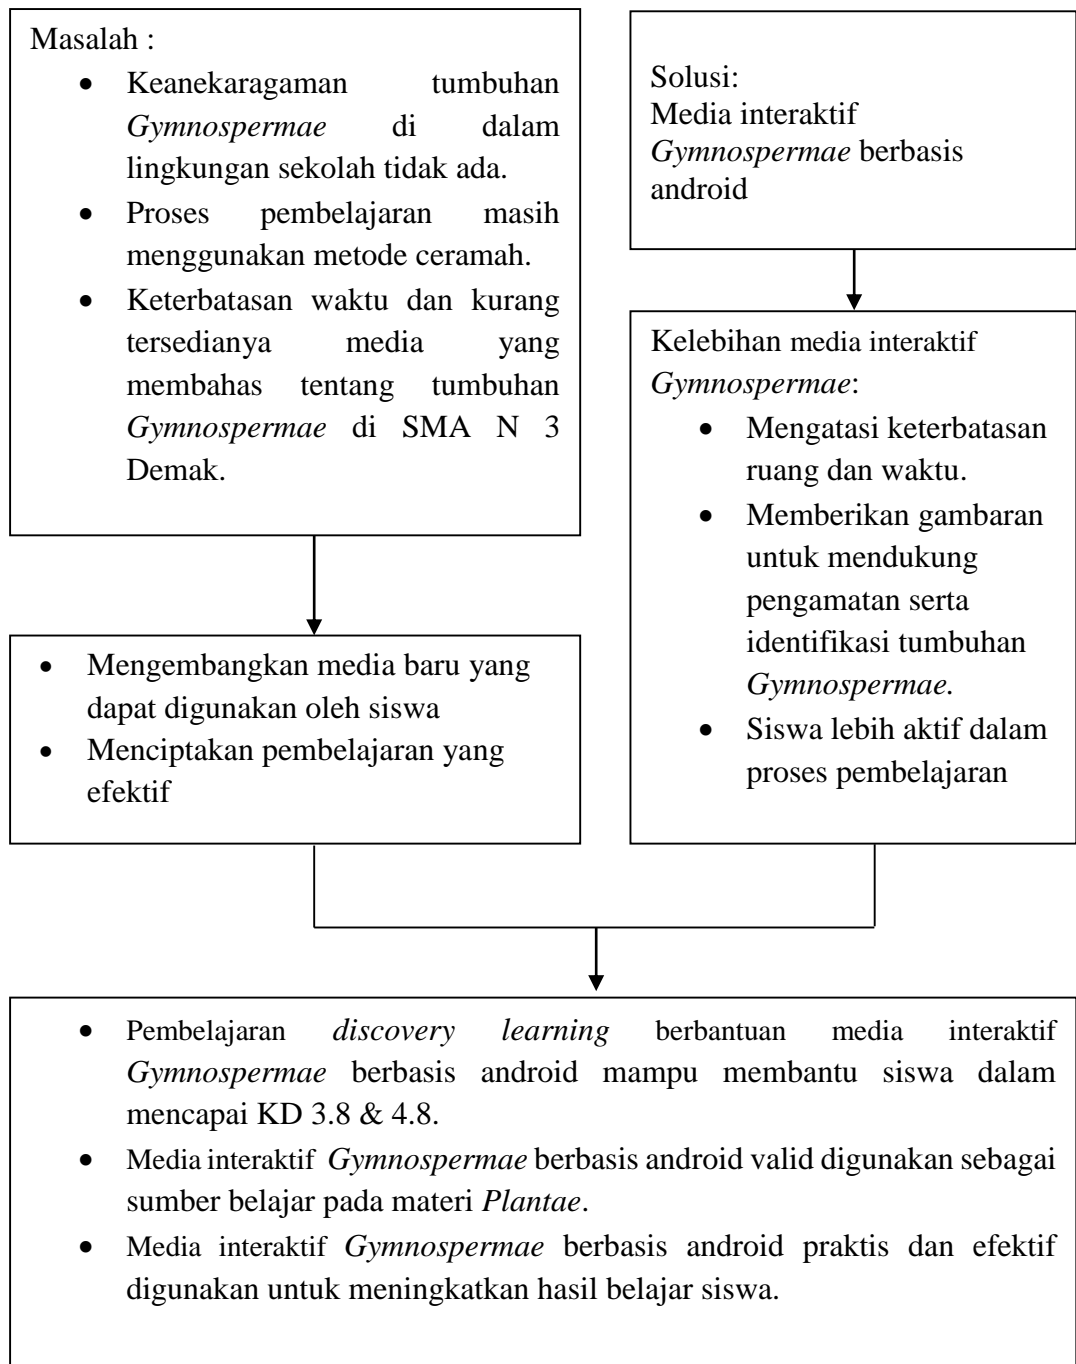 Masalah :
• Keanekaragaman tumbuhan
Gymnospermae di dalam
lingkungan sekolah tidak ada.
• Proses pembelajaran masih
menggunakan metode ceramah.
• Keterbatasan waktu dan kurang
tersedianya media yang
membahas tentang tumbuhan
Gymnospermae di SMA N 3
Demak.
• Mengembangkan media baru yang
dapat digunakan oleh siswa
• Menciptakan pembelajaran yang
efektif
Solusi:
Media interaktif
Gymnospermae berbasis
android
Kelebihan media interaktif
Gymnospermae:
• Mengatasi keterbatasan
ruang dan waktu.
• Memberikan gambaran
untuk mendukung
pengamatan serta
identifikasi tumbuhan
Gymnospermae.
• Siswa lebih aktif dalam
proses pembelajaran
• Pembelajaran discovery learning berbantuan media interaktif
Gymnospermae berbasis android mampu membantu siswa dalam
mencapai KD 3.8 & 4.8.
• Media interaktif Gymnospermae berbasis android valid digunakan sebagai
sumber belajar pada materi Plantae.
• Media interaktif Gymnospermae berbasis android praktis dan efektif
digunakan untuk meningkatkan hasil belajar siswa.